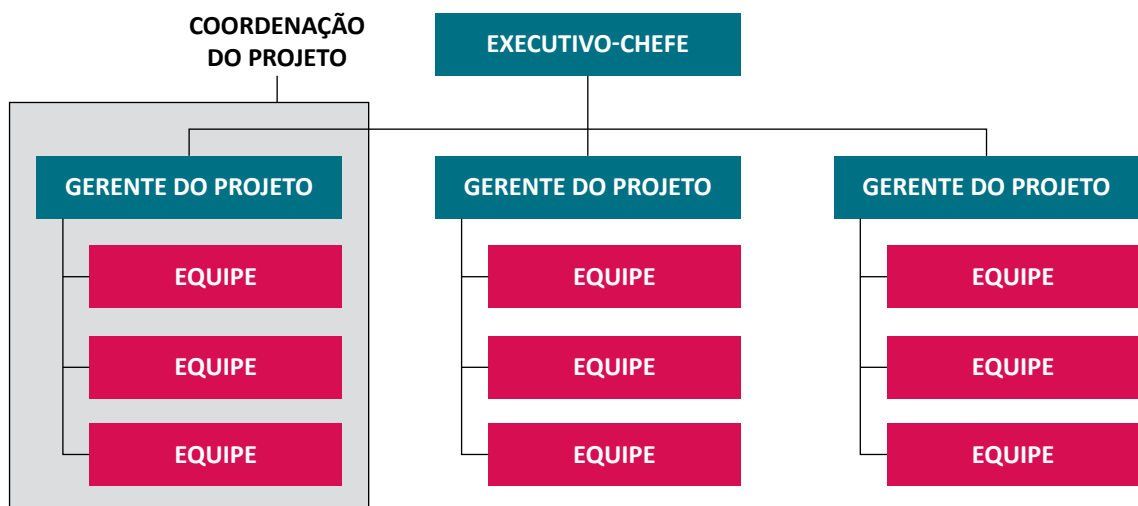 COORDENAÇÃO
DO PROJETO
EXECUTIVO-CHEFE
GERENTE DO PROJETO
GERENTE DO PROJETO
GERENTE DO PROJETO
EQUIPE
EQUIPE
EQUIPE
EQUIPE
EQUIPE
EQUIPE
EQUIPE
EQUIPE
EQUIPE